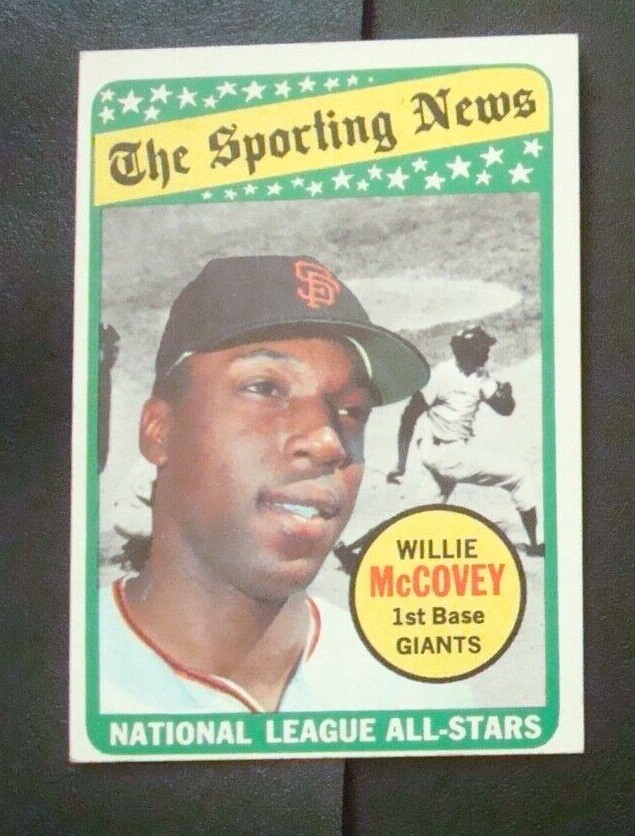 The Sporting News
SF
WILLIE
McCOVEY
1st Base
GIANTS
NATIONAL LEAGUE ALL-STARS